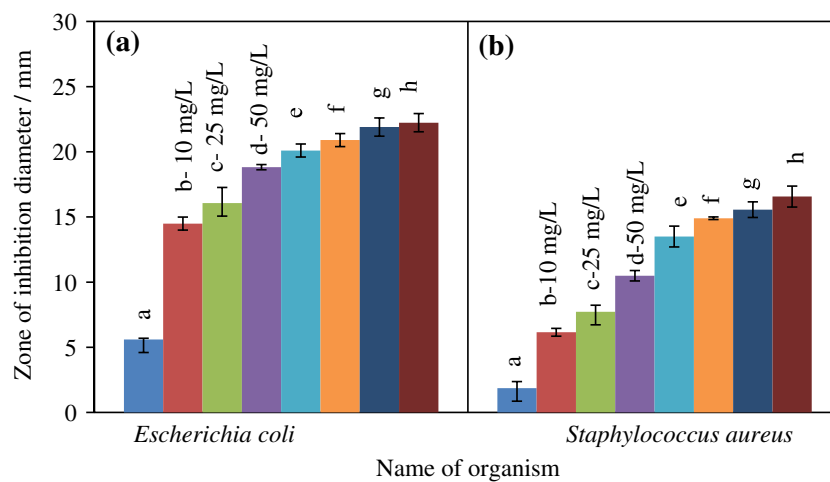 Zone of inhibition diameter / mm
30
25
20
15
10
5
0
(a)
a
b- 10 mg/L
c- 25 mg/L
d- 50 mg/L
e
f
g
h
(b)
a
b-10 mg/L
c-25 mg/L
d-50 mg/L
e
f
g
h
Escherichia coli
Staphylococcus aureus
Name of organism